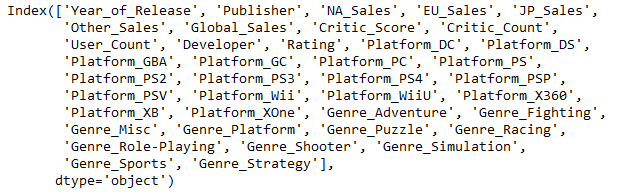 Index(['Year_of_Release', 'Publisher', 'NA_Sales', 'EU_Sales', 'JP_Sales',
'Other_Sales', 'Global_Sales', 'Critic_Score', 'Critic_Count',
'User_Count', 'Developer', 'Rating', 'Platform_DC', 'Platform_DS',
'Platform_GBA', 'Platform_GC', 'Platform_PC', 'Platform_PS',
'Platform_PS2', 'Platform_PS3', 'Platform_PS4', 'Platform_PSP',
'Platform_PSV', 'Platform_Wii', 'Platform_WiiU', 'Platform_X360',
'Platform_XB', 'Platform_XOne', 'Genre_Adventure', 'Genre_Fighting',
'Genre_Misc', 'Genre_Platform', 'Genre_Puzzle', 'Genre_Racing',
'Genre_Role-Playing', 'Genre_Shooter', 'Genre_Simulation',
'Genre_Sports', 'Genre_Strategy'],
dtype='object')